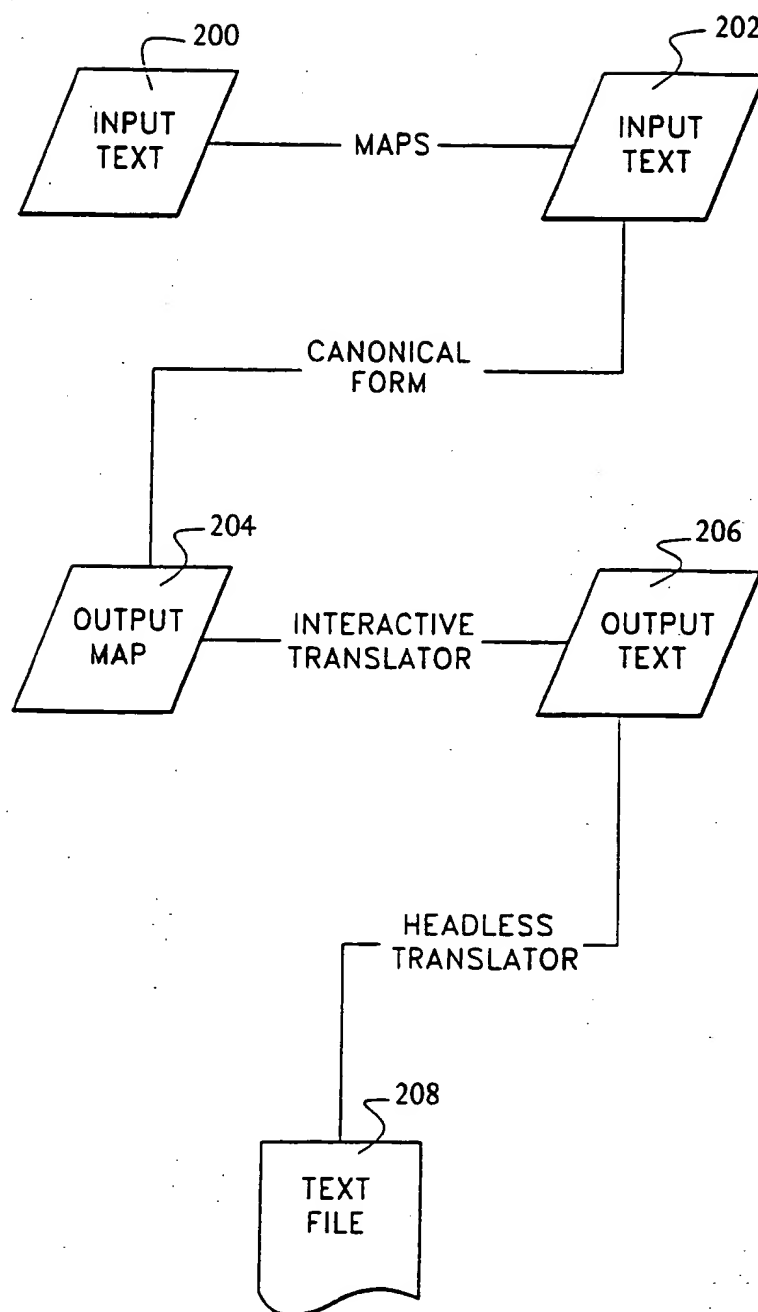 200
202
INPUT
TEXT
MAPS
INPUT
TEXT
CANONICAL
FORM
204
206
OUTPUT
MAP
INTERACTIVE
TRANSLATOR
OUTPUT
TEXT
HEADLESS
TRANSLATOR
208
TEXT
FILE